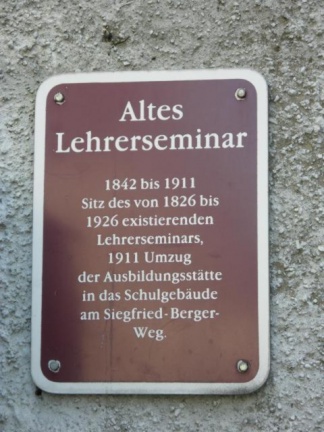 Altes
Lehrerseminar
1842 bis 1911
Sitz des von 1826 bis
1926 existierenden
Lehrerseminars,
1911 Umzug
der Ausbildungsstätte
in das Schulgebäude
am Siegfried-Berger-
Weg.